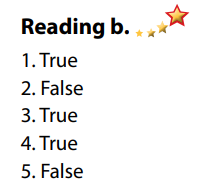 Reading b.
1. True
2. False
3. True
4. True
5. False